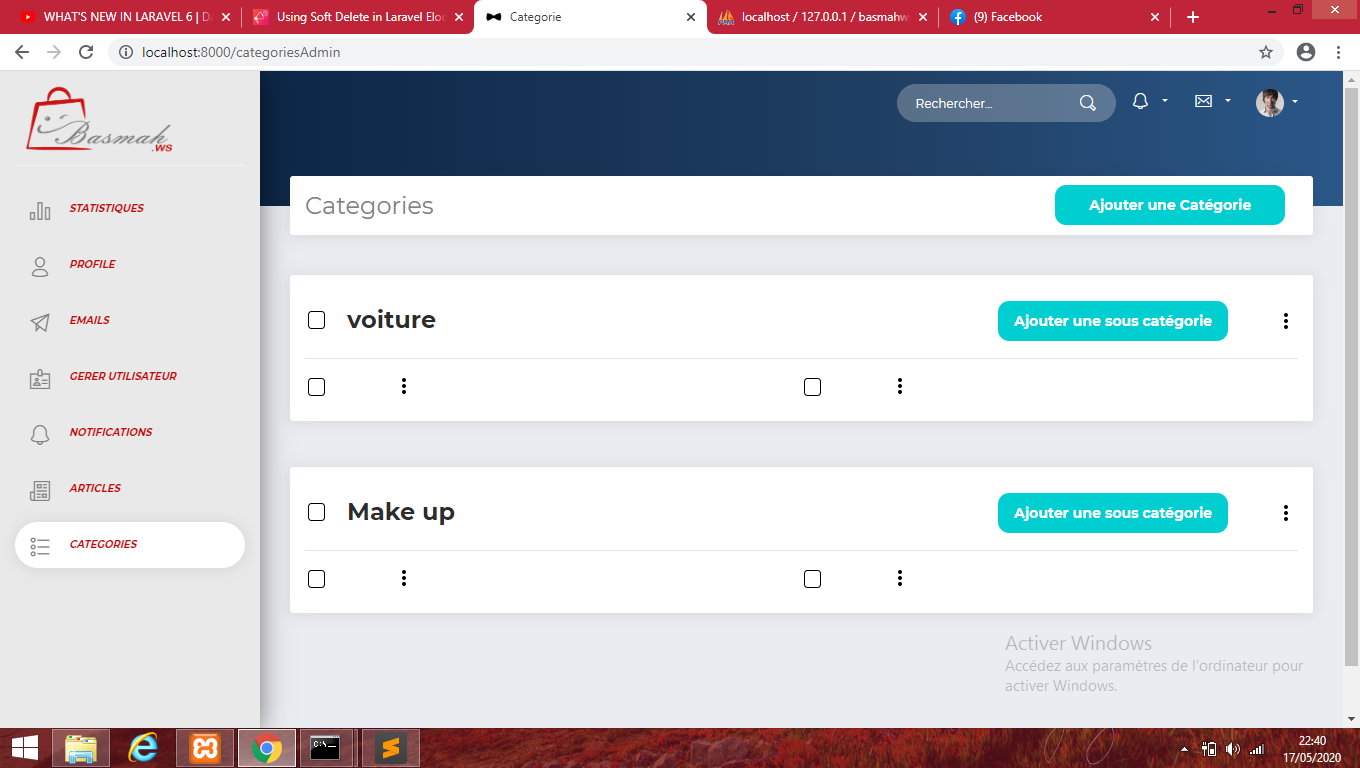 WHAT'S NEW IN LARAVEL 6 | D
Using Soft Delete in Laravel Eloq
Categorie
localhost / 127.0.0.1 / basmahw
(9) Facebook
localhost:8000/categoriesAdmin
Basmah
.WS
Rechercher...
STATISTIQUES
PROFILE
EMAILS
GERER UTILISATEUR
NOTIFICATIONS
ARTICLES
CATEGORIES
Categories
Ajouter une Catégorie
voiture
Ajouter une sous catégorie
Make up
Ajouter une sous catégorie
Activer Windows
Accédez aux paramètres de l'ordinateur pour
activer Windows.
C:\
22:40
17/05/2020